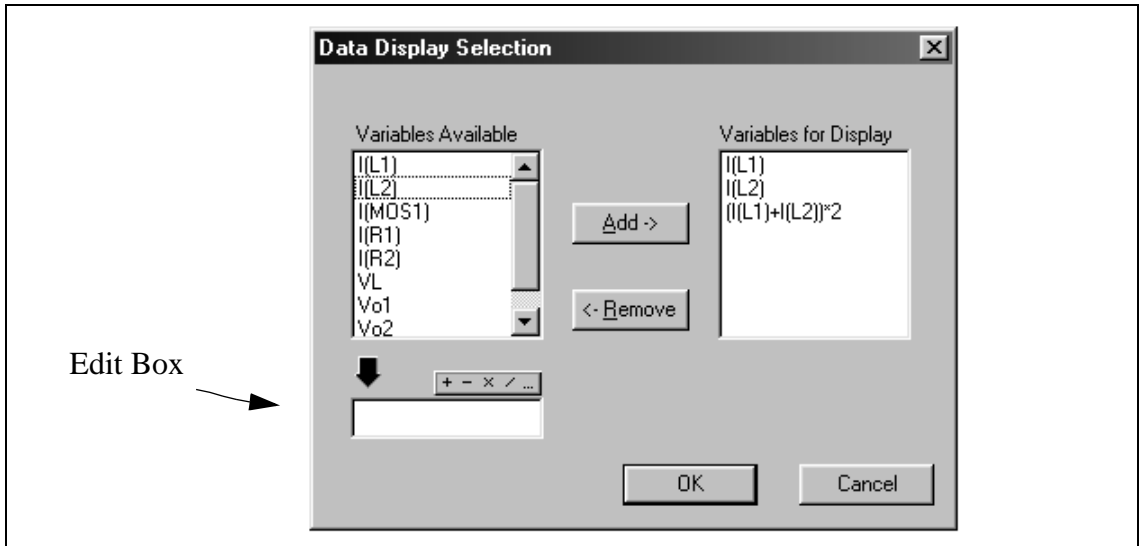 Data Display Selection
Variables Available
I(L1)
I(L2)
I(MOS1)
I(R1)
I(R2)
VL
Vo1
Vo2
Add ->
<- Remove
Variables for Display
I(L1)
I(L2)
(I(L1)+I(L2))*2
Edit Box
+ - × / ...
OK
Cancel